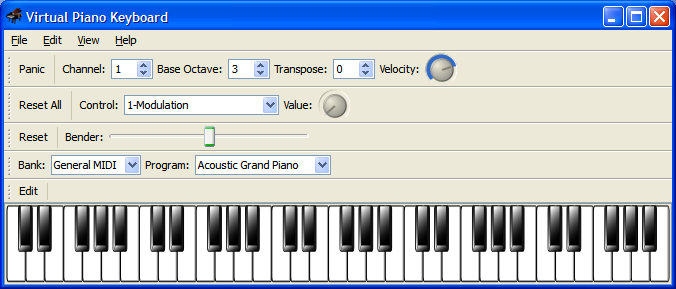 Virtual Piano Keyboard
File Edit View Help
Panic Channel: 1 Base Octave: 3 Transpose: 0 Velocity:
Reset All Control: 1-Modulation Value:
Reset Bender:
Bank: General MIDI Program: Acoustic Grand Piano
Edit